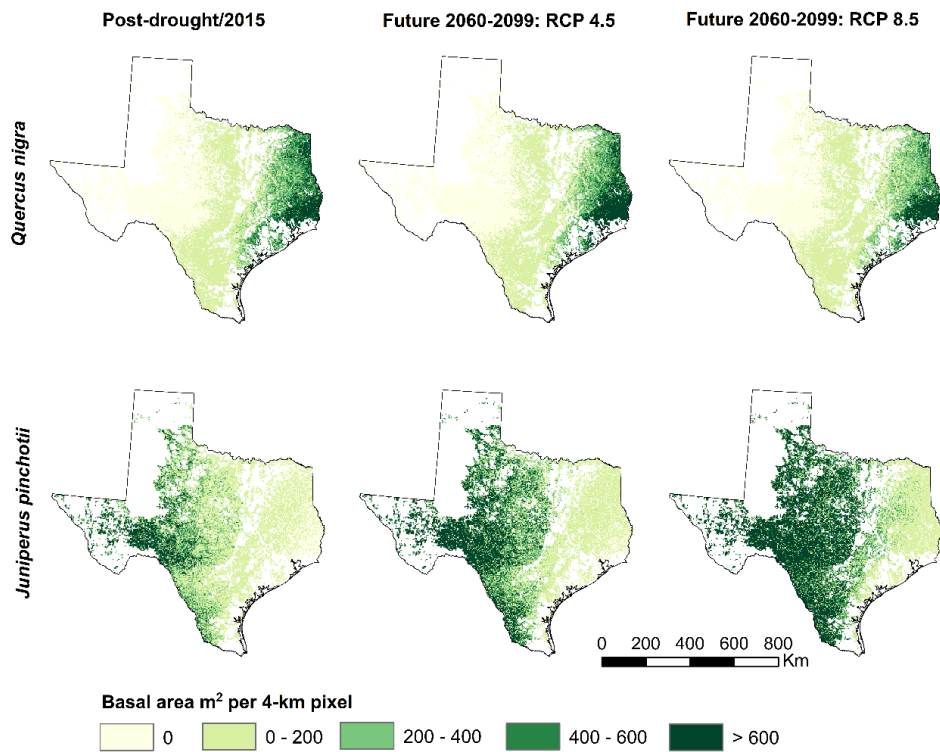 Post-drought/2015
Future 2060-2099: RCP 4.5
Future 2060-2099: RCP 8.5
Quercus nigra
Juniperus pinchotii
0 200 400 600 800
Km
Basal area m² per 4-km pixel
0
0 - 200
200 - 400
400 - 600
> 600